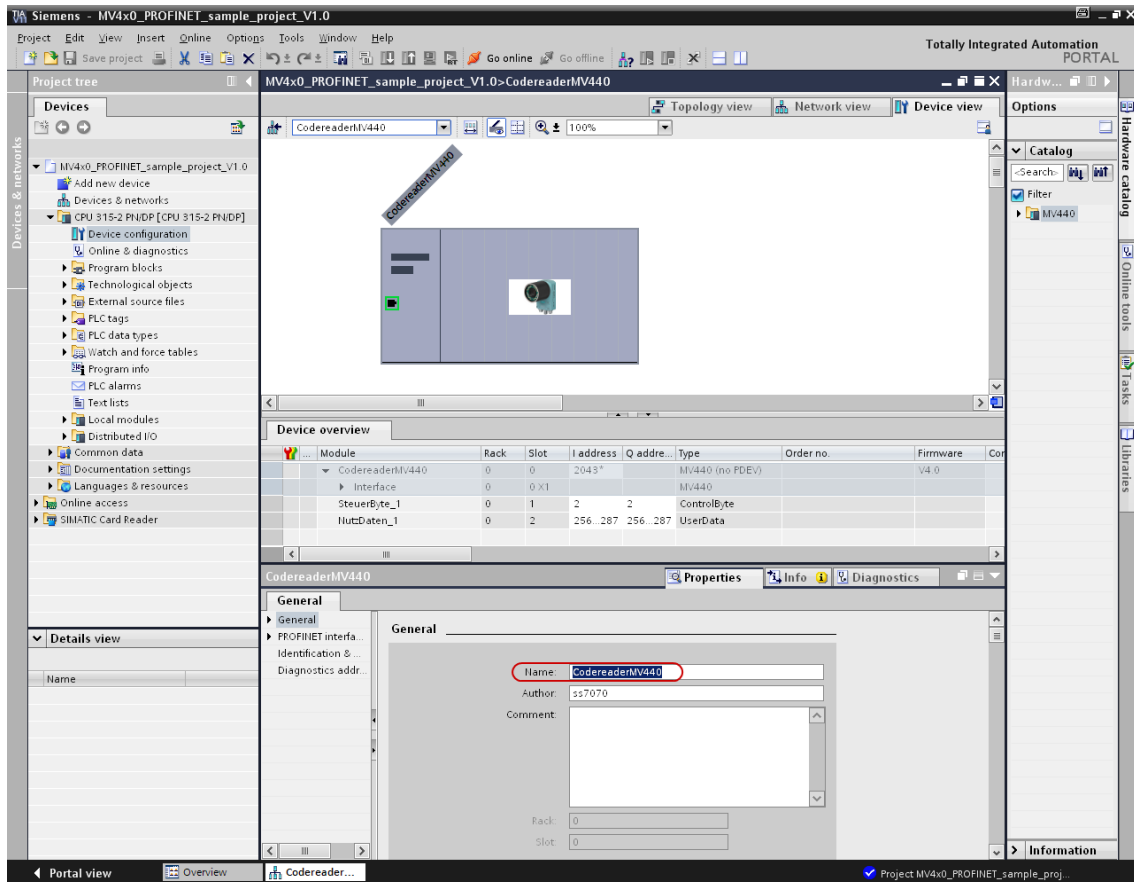 Siemens - MV4x0_PROFINET_sample_project_V1.0
Project Edit View Insert Online Options Tools Window Help
Totally Integrated Automation
PORTAL
Save project Go online Go offline
Project tree
MV4x0_PROFINET_sample_project_V1.0>CodereaderMV440
Hardw...
Devices
Topology view Network view Device view
Options
CodereaderMV440 100%
Devices & networks
MV4x0_PROFINET_sample_project_V1.0
Add new device
Devices & networks
CPU 315-2 PN/DP [CPU 315-2 PN/DP]
Device configuration
Online & diagnostics
Program blocks
Technological objects
External source files
PLC tags
PLC data types
Watch and force tables
Program info
PLC alarms
Text lists
Local modules
Distributed I/O
Common data
Documentation settings
Languages & resources
Online access
SIMATIC Card Reader
CodereaderMV440
Catalog
<Search>
Filter
MV440
Hardware catalog
Online tools
Tasks
Libraries
Device overview
... Module Rack Slot I address Q addre... Type Order no. Firmware Con
CodereaderMV440 0 0 2043* MV440 (no PDEV) V4.0
Interface 0 0 X1 MV440
SteuerByte_1 0 1 2 2 ControlByte
NutzDaten_1 0 2 256...287 256...287 UserData
CodereaderMV440
Properties Info Diagnostics
General
General
PROFINET interfa...
Identification & ...
Diagnostics addr...
General
Name: CodereaderMV440
Author: ss7070
Comment:
Rack: 0
Slot: 0
Details view
Name
Information
Portal view Overview Codereader...
Project MV4x0_PROFINET_sample_proj...